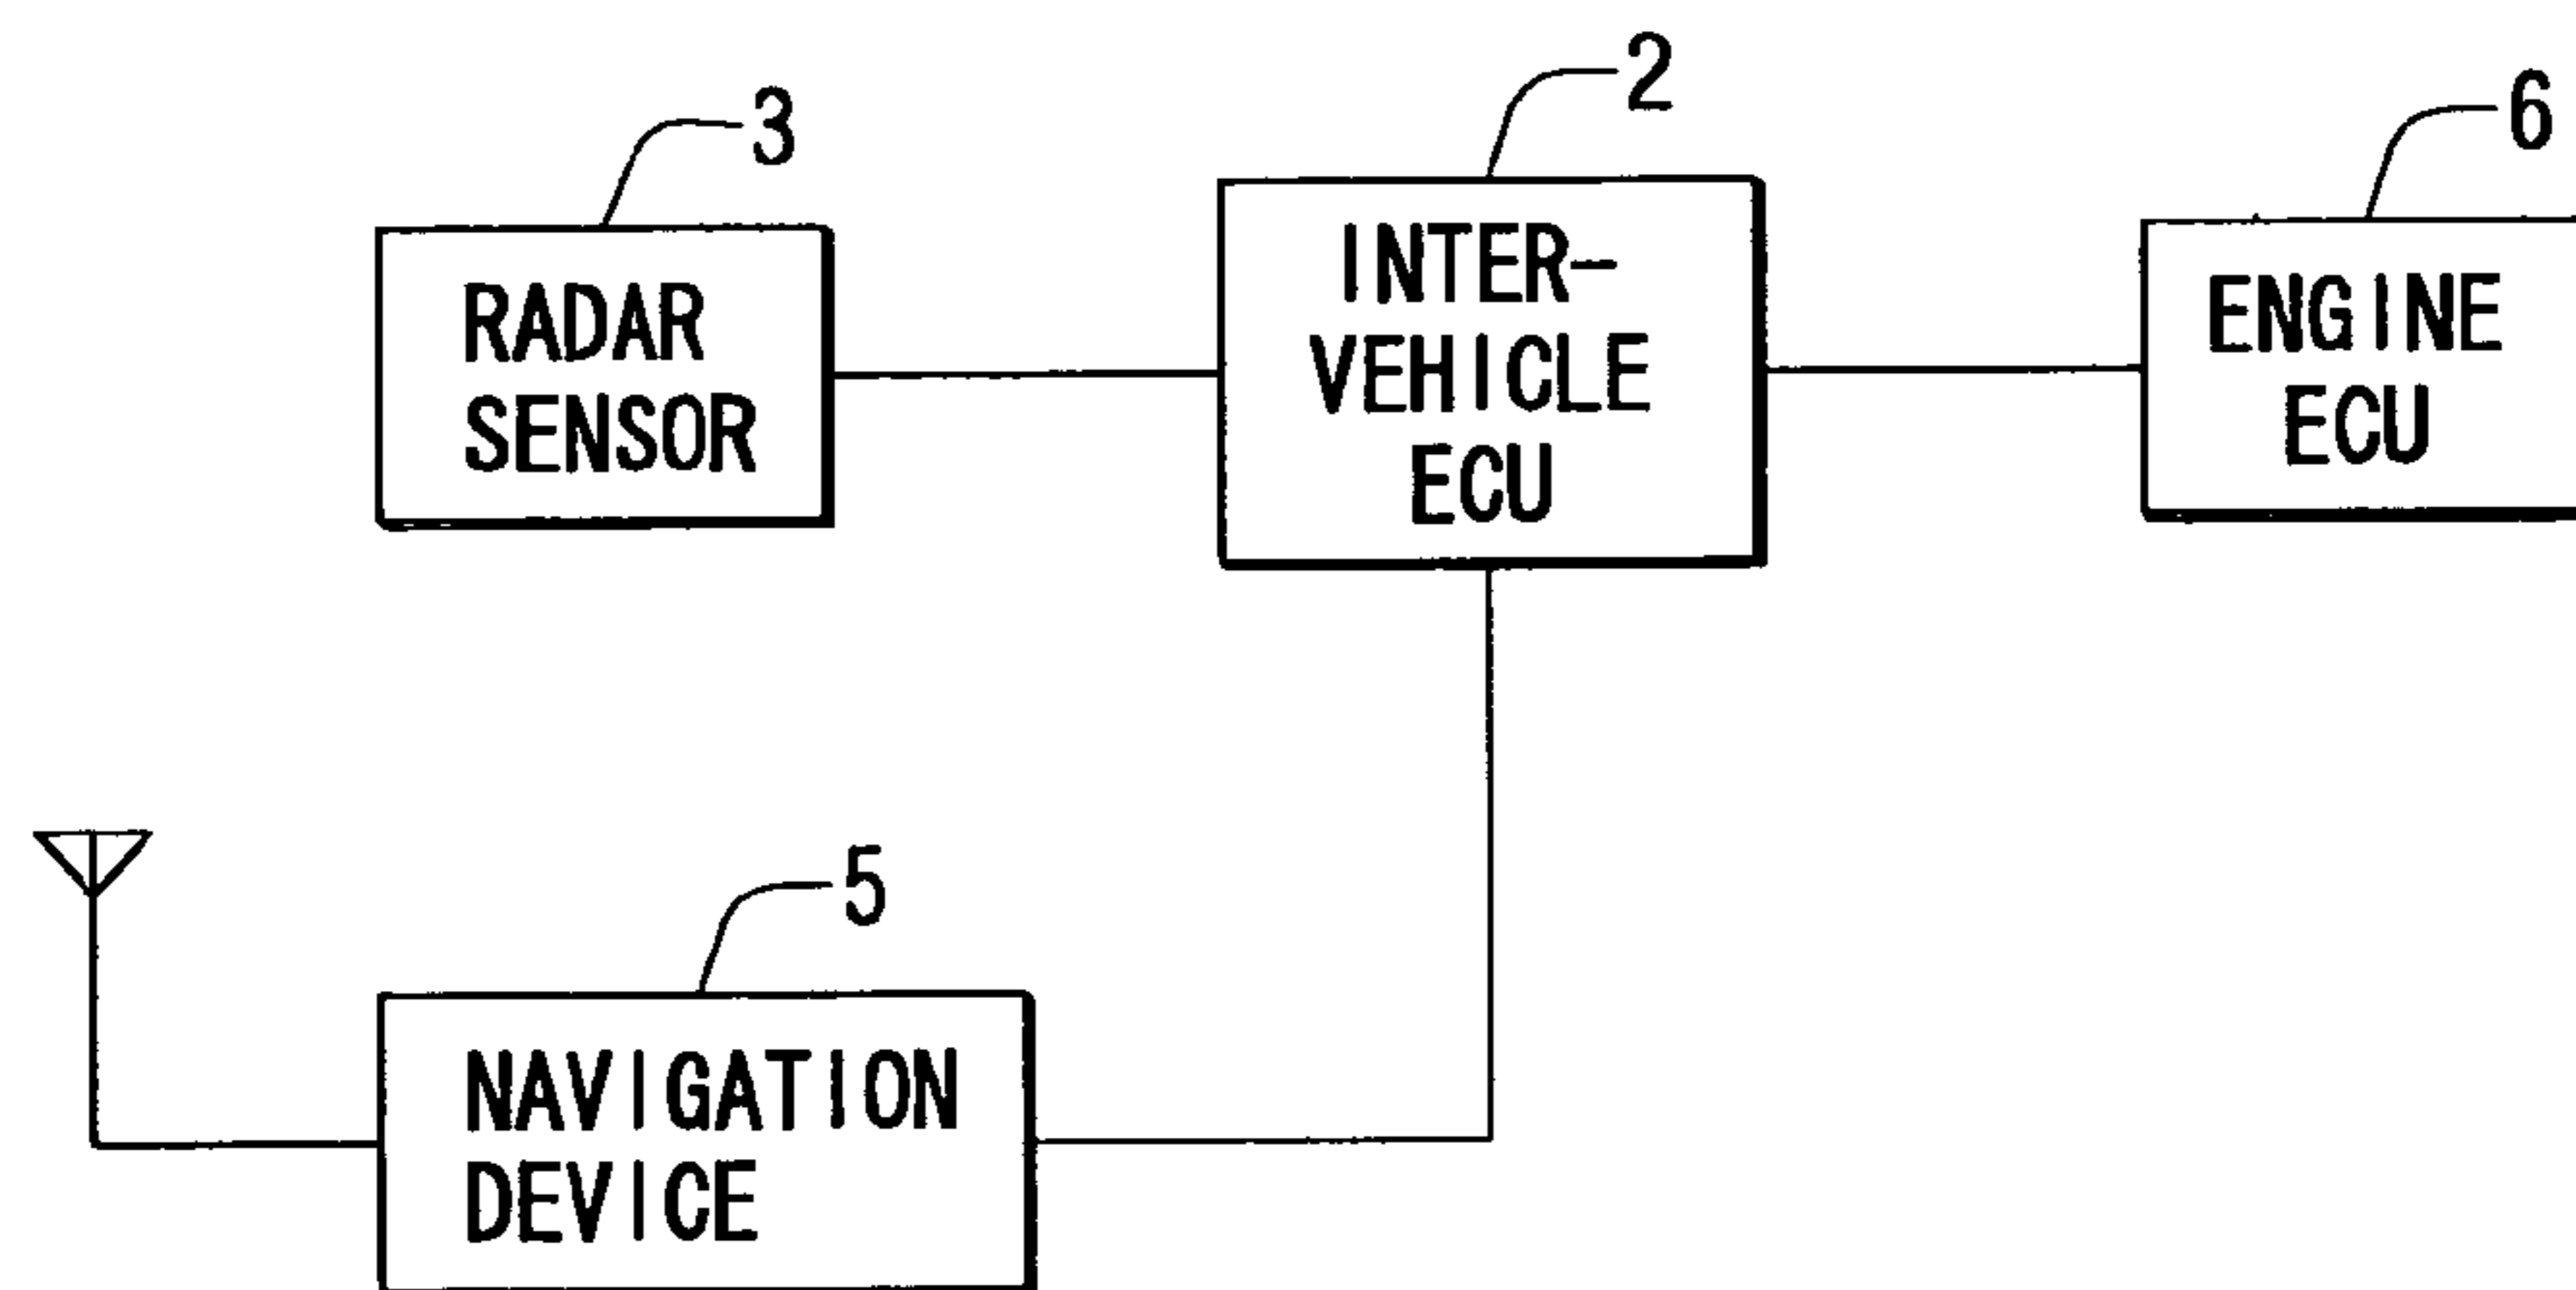 3
RADAR
SENSOR
2
INTER-
VEHICLE
ECU
6
ENGINE
ECU
5
NAVIGATION
DEVICE